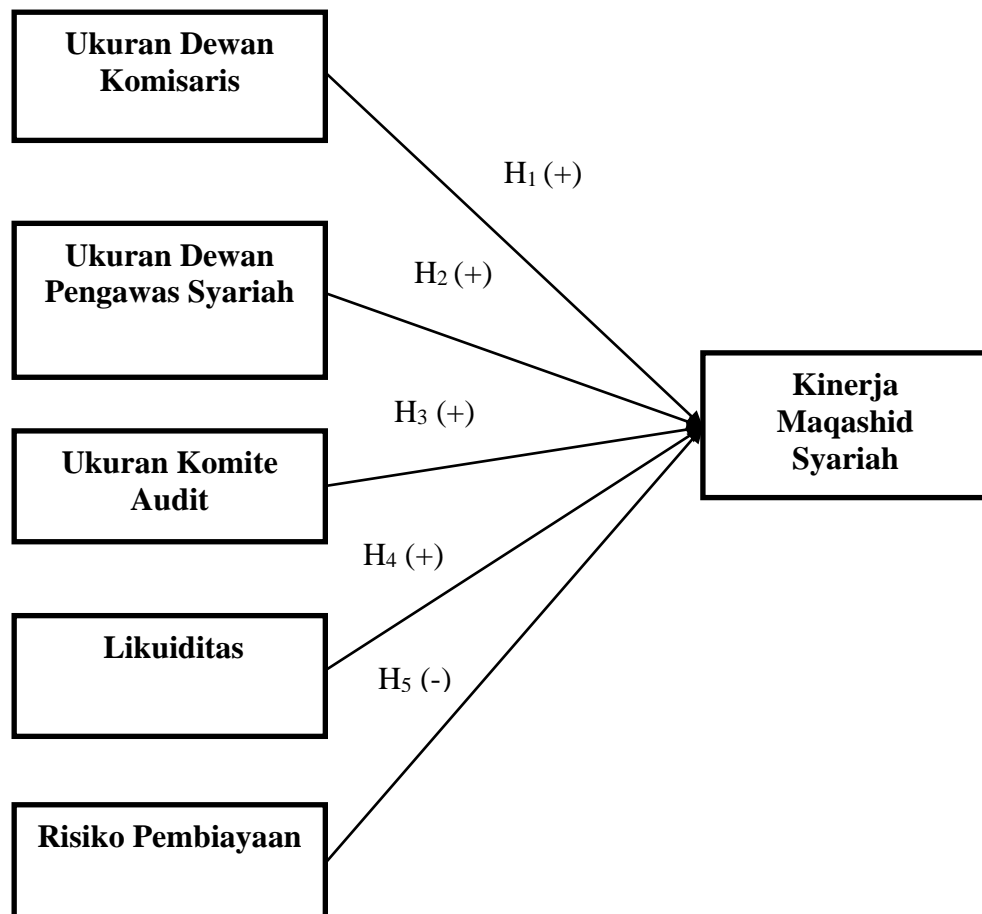 Ukuran Dewan
Komisaris
H1 (+)
Ukuran Dewan
Pengawas Syariah
H2 (+)
Kinerja
Maqashid
Syariah
H3 (+)
Ukuran Komite
Audit
H4 (+)
Likuiditas
H5 (-)
Risiko Pembiayaan